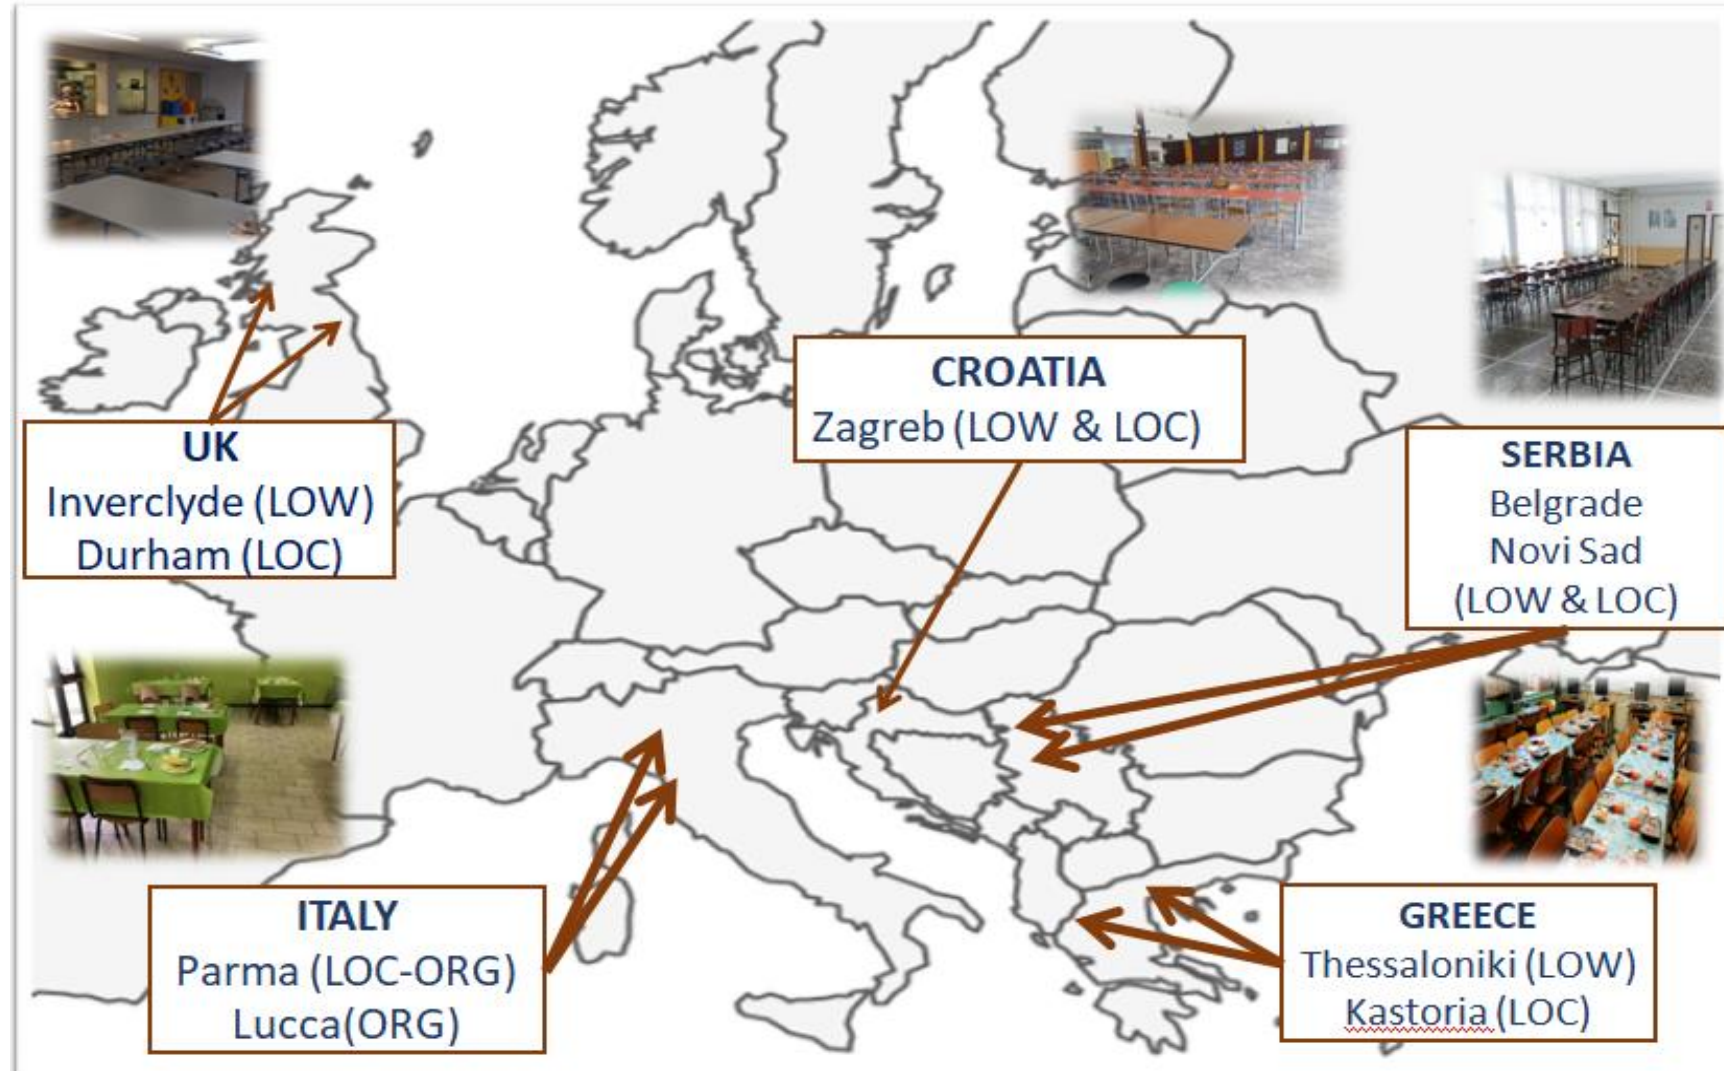 UK
Inverclyde (LOW)
Durham (LOC)
CROATIA
Zagreb (LOW & LOC)
SERBIA
Belgrade
Novi Sad
(LOW & LOC)
ITALY
Parma (LOC-ORG)
Lucca(ORG)
GREECE
Thessaloniki (LOW)
Kastoria (LOC)